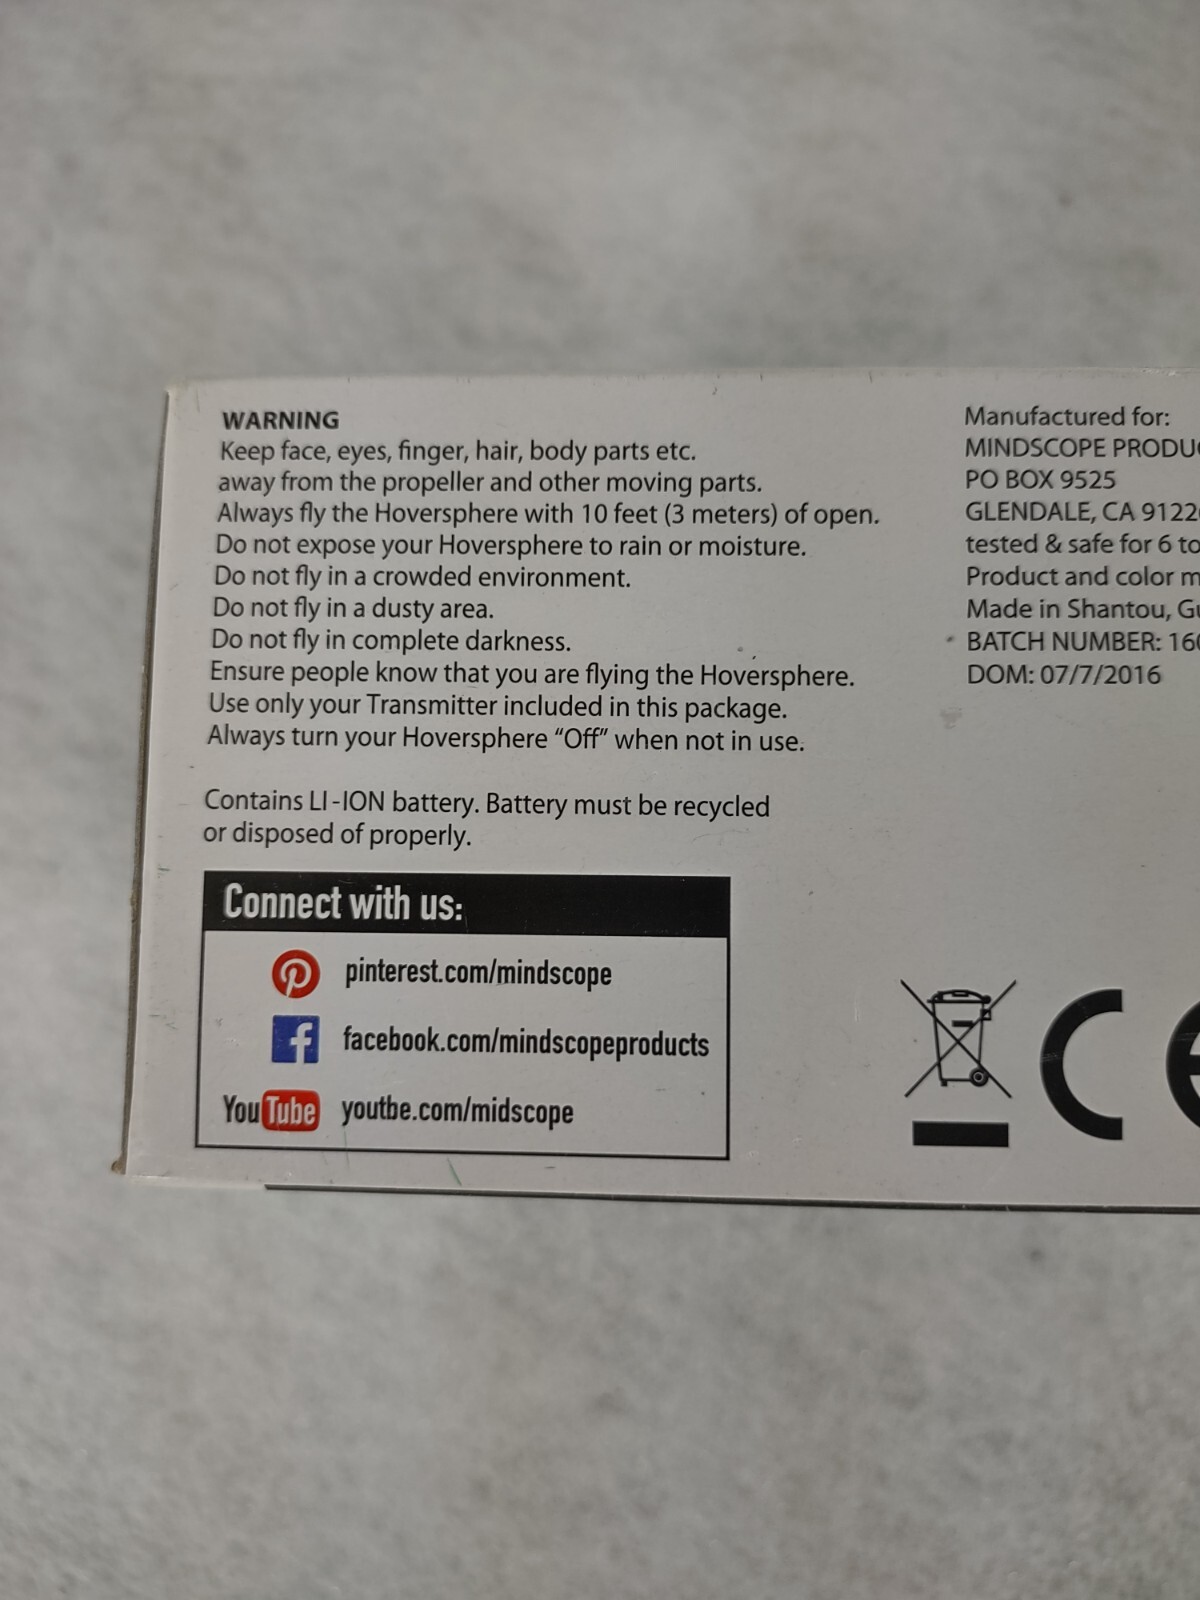 WARNING
Keep face, eyes, finger, hair, body parts etc.
away from the propeller and other moving parts.
Always fly the Hoversphere with 10 feet (3 meters) of open.
Do not expose your Hoversphere to rain or moisture.
Do not fly in a crowded environment.
Do not fly in a dusty area.
Do not fly in complete darkness.
Ensure people know that you are flying the Hoversphere.
Use only your Transmitter included in this package.
Always turn your Hoversphere “Off” when not in use.
Contains LI-ION battery. Battery must be recycled
or disposed of properly.
Connect with us:
pinterest.com/mindscope
facebook.com/mindscopeproducts
YouTube youtbe.com/midscope
Manufactured for:
MINDSCOPE
PO BOX 9525
GLENDALE, CA
tested & safe for 6 to
Product and color
Made in Shantou,
BATCH NUMBER:
DOM: 07/7/2016
CE